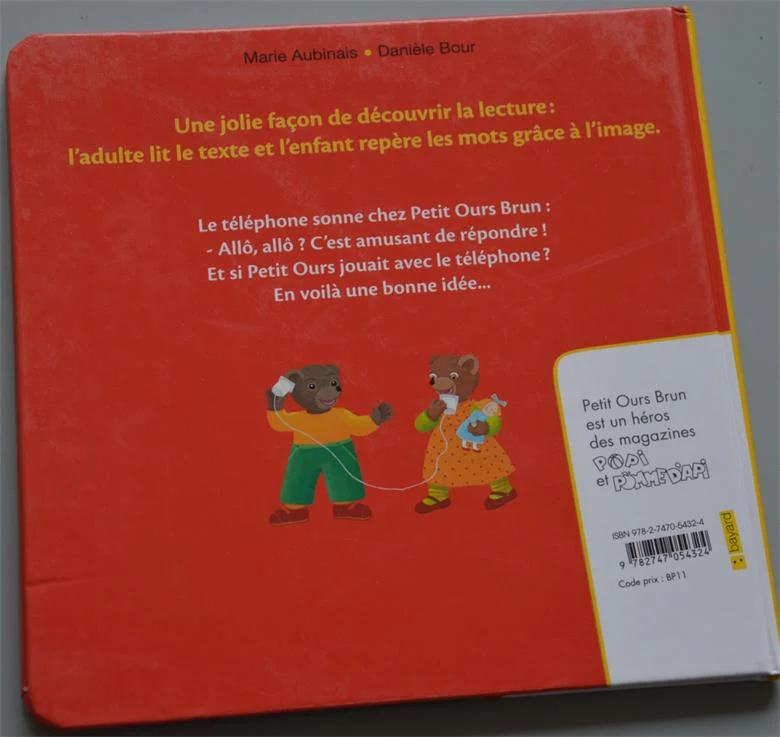 Marie Aubinais • Danièle Bour
Une jolie façon de découvrir la lecture :
l'adulte lit le texte et l'enfant repère les mots grâce à l'image.
Le téléphone sonne chez Petit Ours Brun :
- Allô, allô ? C'est amusant de répondre !
Et si Petit Ours jouait avec le téléphone ?
En voilà une bonne idée...
Petit Ours Brun
est un héros
des magazines
POPi
et POMME D'APi
ISBN 978-2-7470-5432-4
9 782747 054324
Code prix : BP11
bayard